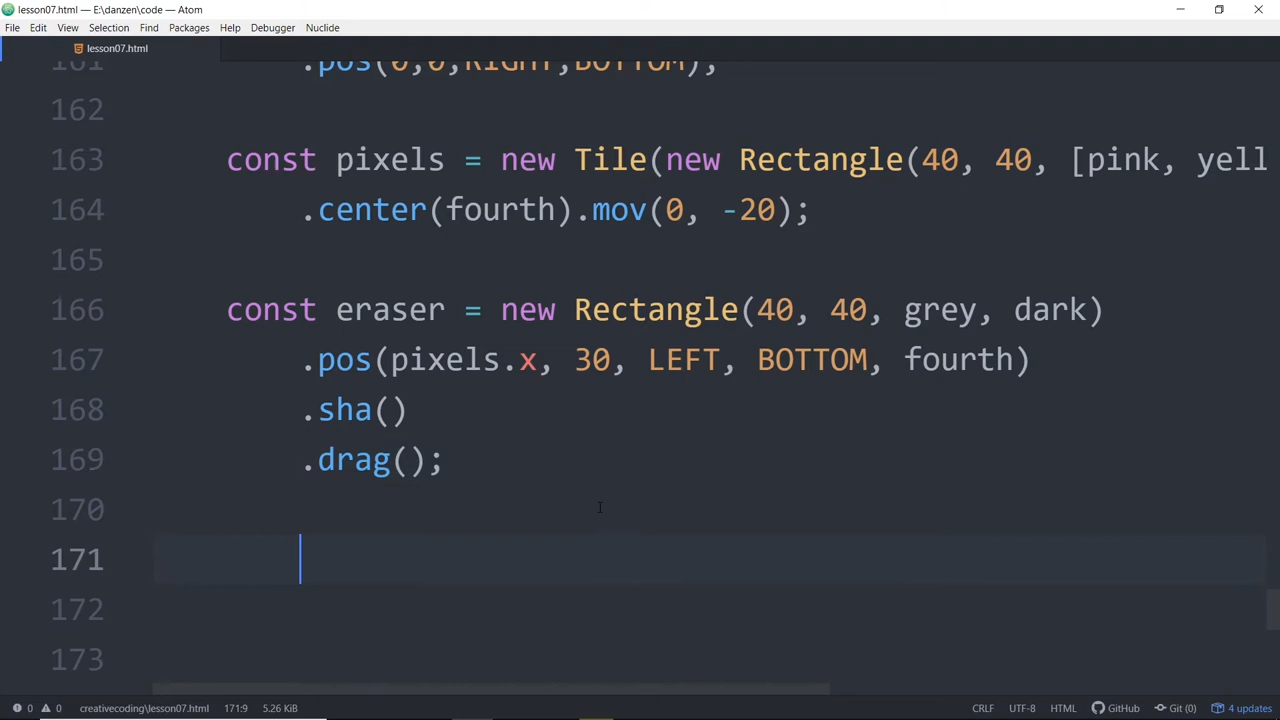 lesson07.html — E:\danzen\code — Atom
File Edit View Selection Find Packages Help Debugger Nuclide
lesson07.html
161 .pos(0,0,RIGHT,BOTTOM);
162
163 const pixels = new Tile(new Rectangle(40, 40, [pink, yell
164 .center(fourth).mov(0, -20);
165
166 const eraser = new Rectangle(40, 40, grey, dark)
167 .pos(pixels.x, 30, LEFT, BOTTOM, fourth)
168 .sha()
169 .drag();
170
171
172
173
0 0 creativecoding\lesson07.html 171:9 5.26 KiB CRLF UTF-8 HTML GitHub Git (0) 4 updates